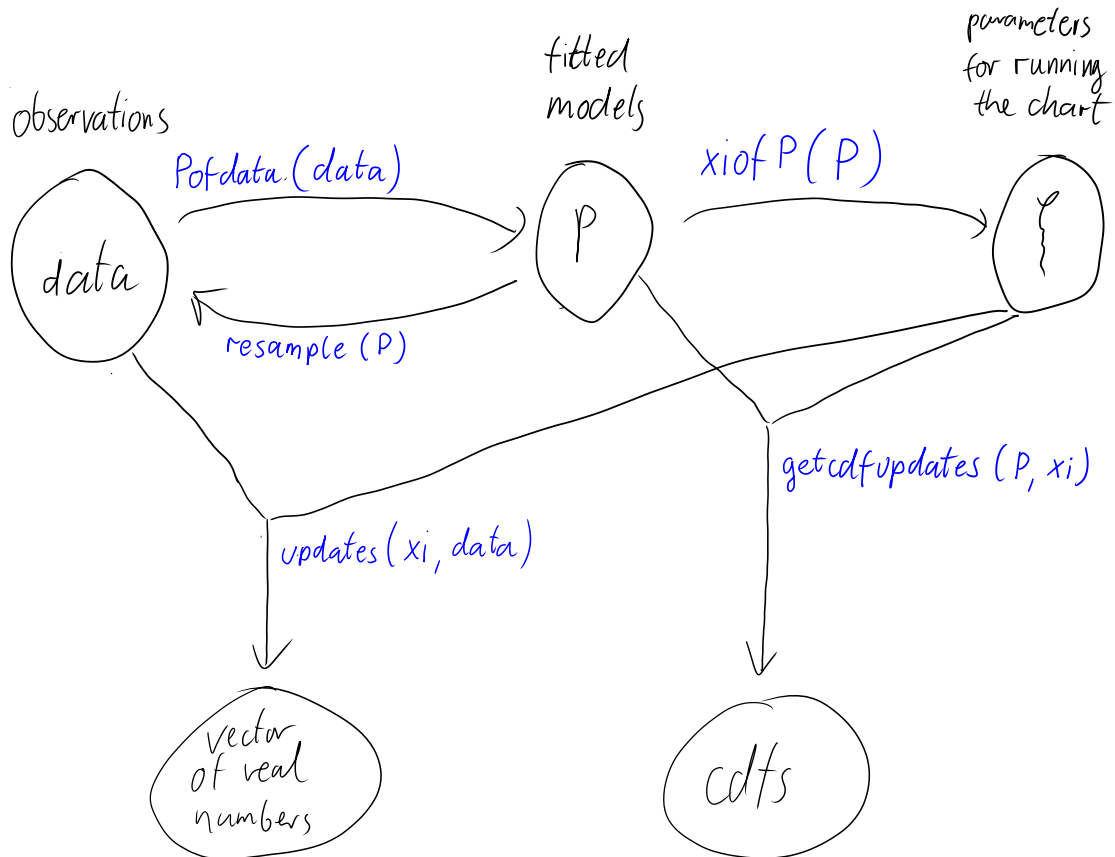 observations
fitted
models
parameters
for running
the chart
Pofdata(data)
xiofP(P)
data
P
ξ
resample(P)
getcdfupdates(P, xi)
updates(xi, data)
vector
of real
numbers
cdfs